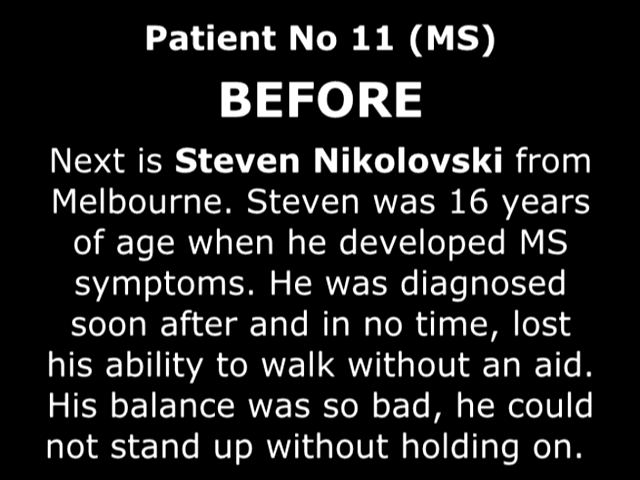 Patient No 11 (MS)
BEFORE
Next is Steven Nikolovski from
Melbourne. Steven was 16 years
of age when he developed MS
symptoms. He was diagnosed
soon after and in no time, lost
his ability to walk without an aid.
His balance was so bad, he could
not stand up without holding on.